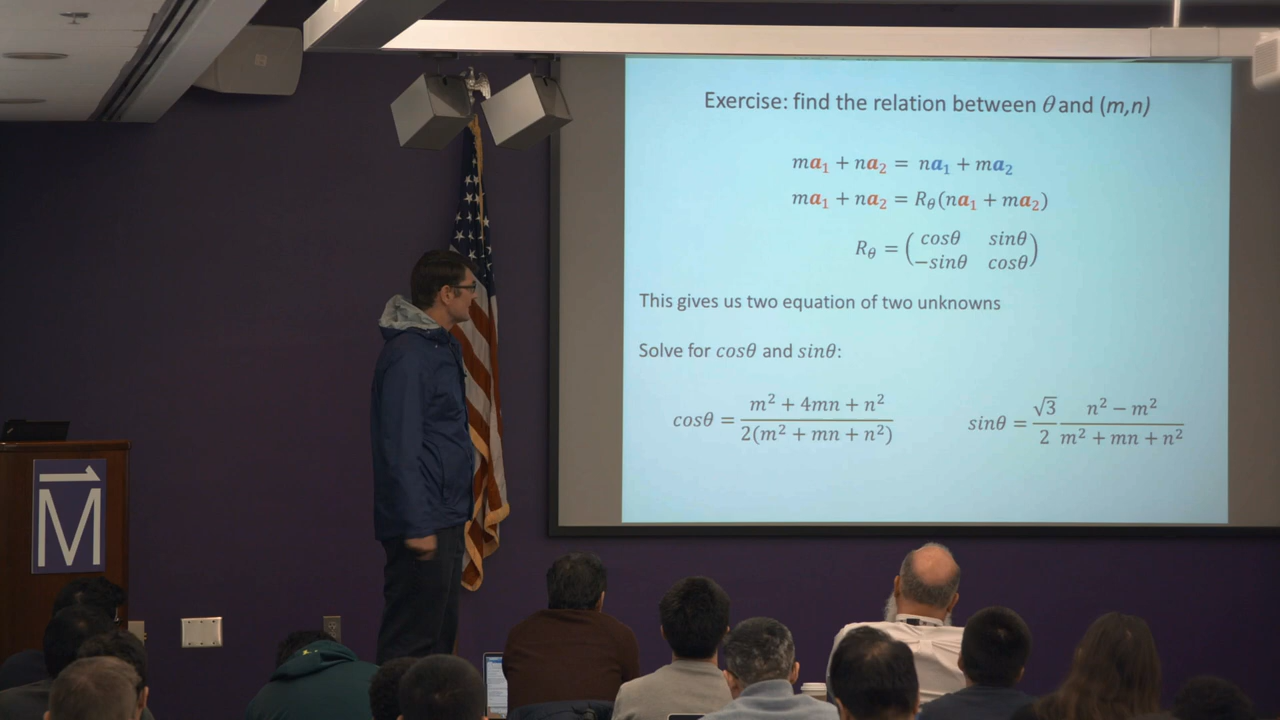 Exercise: find the relation between θ and (m,n)
ma₁ + na₂ = na₁ + ma₂
ma₁ + na₂ = R_θ(na₁ + ma₂)
R_θ = ( cosθ sinθ
−sinθ cosθ )
This gives us two equation of two unknowns
Solve for cosθ and sinθ:
cosθ = (m² + 4mn + n²) / (2(m² + mn + n²))
sinθ = (√3 / 2) (n² − m²) / (m² + mn + n²)
M